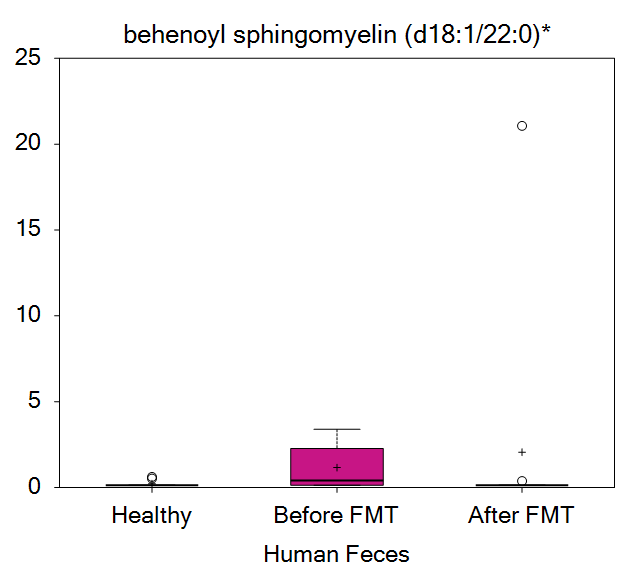 behenoyl sphingomyelin (d18:1/22:0)*
25
20
15
10
5
0
Healthy Before FMT After FMT
Human Feces